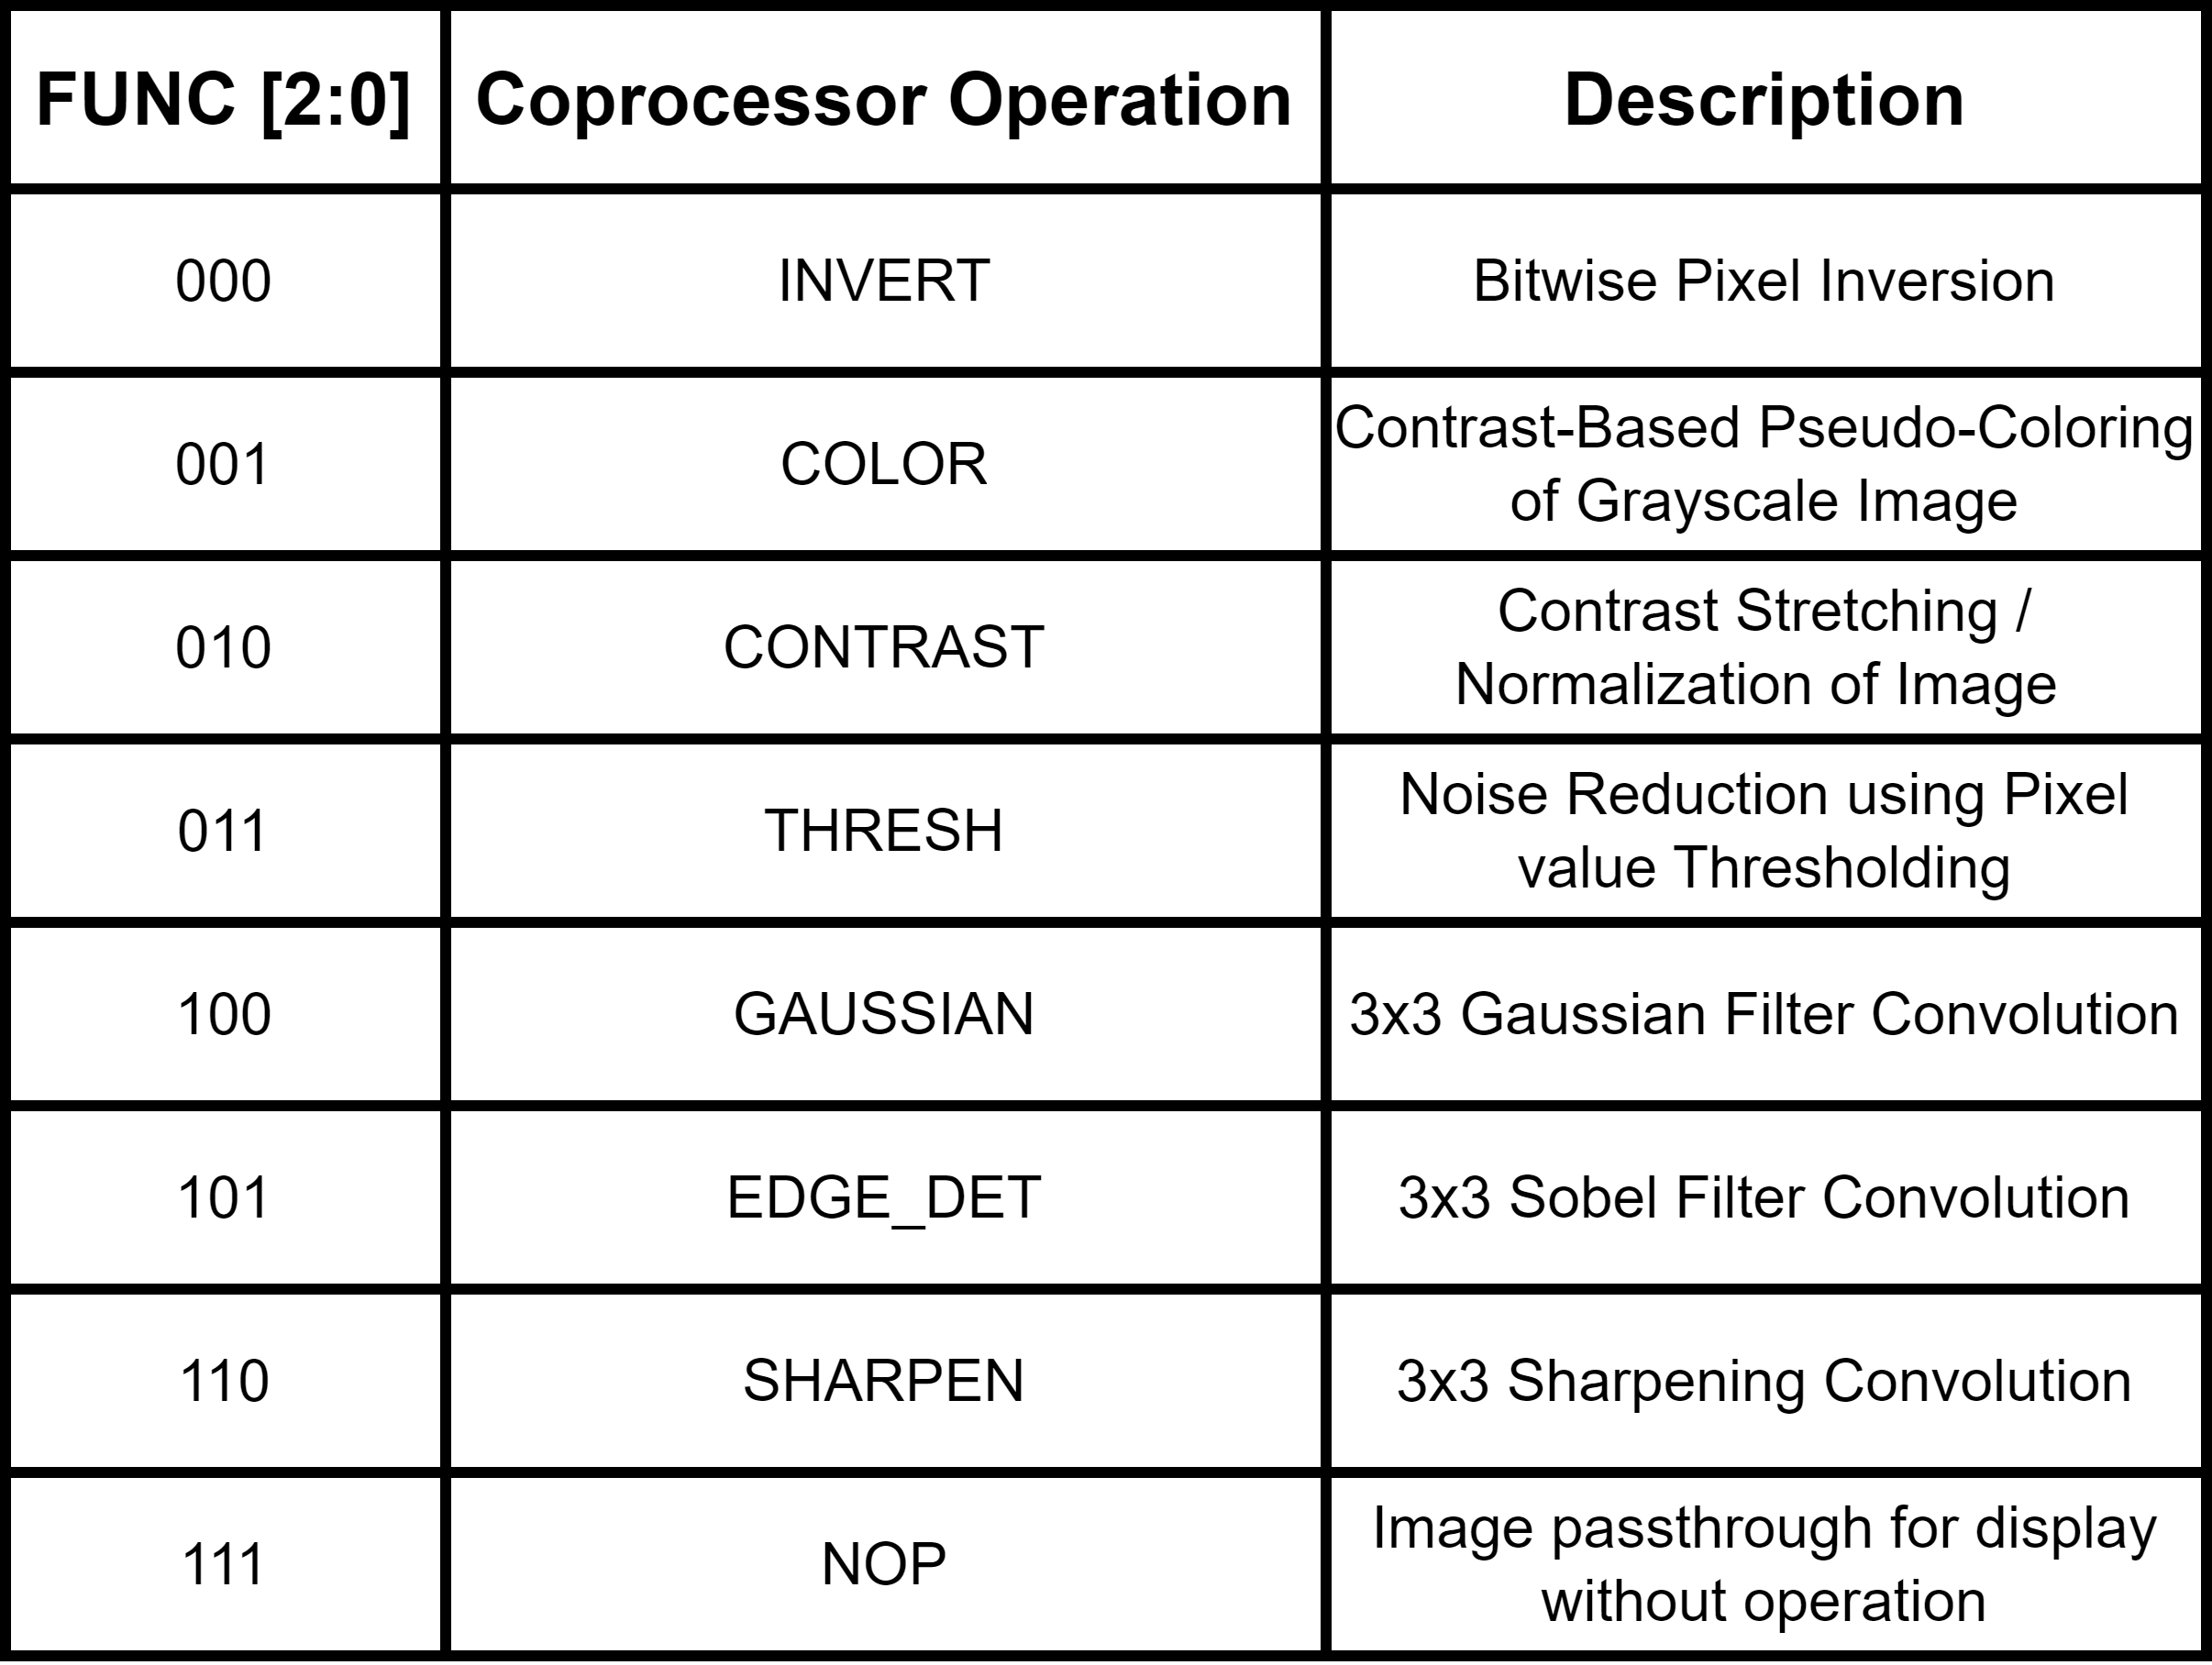 FUNC [2:0] Coprocessor Operation Description
000 INVERT Bitwise Pixel Inversion
001 COLOR Contrast-Based Pseudo-Coloring
of Grayscale Image
010 CONTRAST Contrast Stretching /
Normalization of Image
011 THRESH Noise Reduction using Pixel
value Thresholding
100 GAUSSIAN 3x3 Gaussian Filter Convolution
101 EDGE_DET 3x3 Sobel Filter Convolution
110 SHARPEN 3x3 Sharpening Convolution
111 NOP Image passthrough for display
without operation